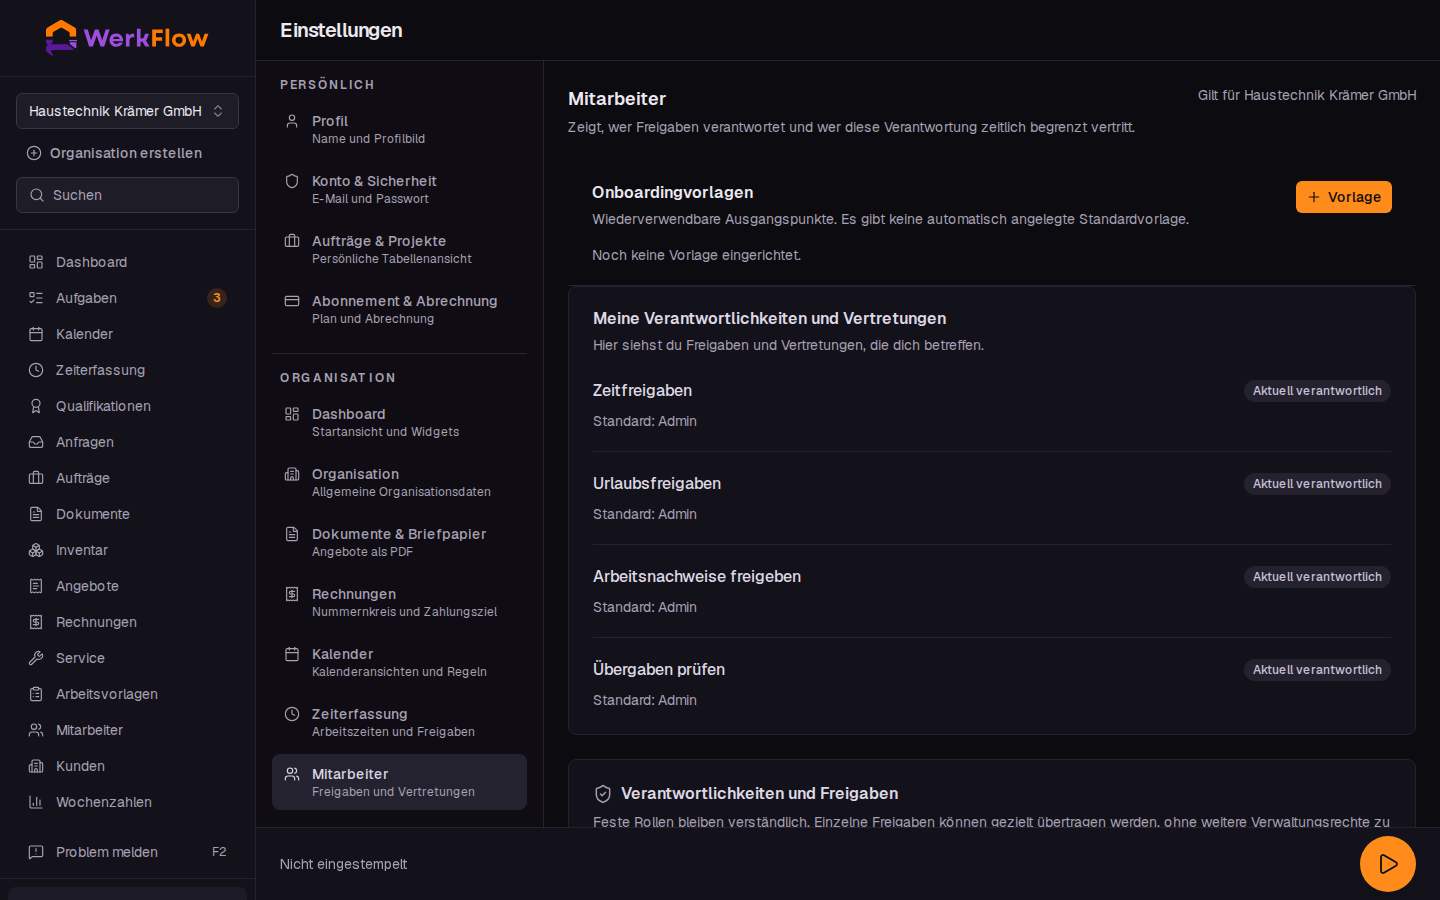 WerkFlow
Haustechnik Krämer GmbH
Organisation erstellen
Suchen
Dashboard
Aufgaben 3
Kalender
Zeiterfassung
Qualifikationen
Anfragen
Aufträge
Dokumente
Inventar
Angebote
Rechnungen
Service
Arbeitsvorlagen
Mitarbeiter
Kunden
Wochenzahlen
Problem melden F2
Einstellungen
PERSÖNLICH
Profil
Name und Profilbild
Konto & Sicherheit
E-Mail und Passwort
Aufträge & Projekte
Persönliche Tabellenansicht
Abonnement & Abrechnung
Plan und Abrechnung
ORGANISATION
Dashboard
Startansicht und Widgets
Organisation
Allgemeine Organisationsdaten
Dokumente & Briefpapier
Angebote als PDF
Rechnungen
Nummernkreis und Zahlungsziel
Kalender
Kalenderansichten und Regeln
Zeiterfassung
Arbeitszeiten und Freigaben
Mitarbeiter
Freigaben und Vertretungen
Mitarbeiter
Gilt für Haustechnik Krämer GmbH
Zeigt, wer Freigaben verantwortet und wer diese Verantwortung zeitlich begrenzt vertritt.
Onboardingvorlagen
Vorlage
Wiederverwendbare Ausgangspunkte. Es gibt keine automatisch angelegte Standardvorlage.
Noch keine Vorlage eingerichtet.
Meine Verantwortlichkeiten und Vertretungen
Hier siehst du Freigaben und Vertretungen, die dich betreffen.
Zeitfreigaben Aktuell verantwortlich
Standard: Admin
Urlaubsfreigaben Aktuell verantwortlich
Standard: Admin
Arbeitsnachweise freigeben Aktuell verantwortlich
Standard: Admin
Übergaben prüfen Aktuell verantwortlich
Standard: Admin
Verantwortlichkeiten und Freigaben
Feste Rollen bleiben verständlich. Einzelne Freigaben können gezielt übertragen werden, ohne weitere Verwaltungsrechte zu
Nicht eingestempelt